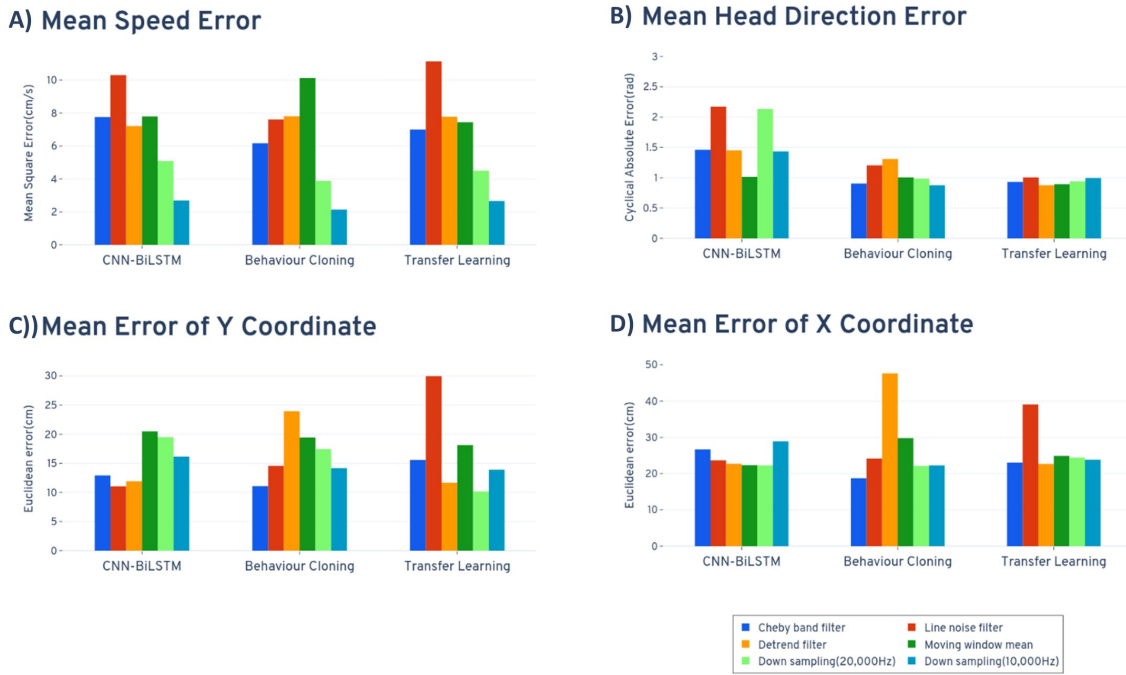 A) Mean Speed Error
Mean Square Error(cm/s)
10
8
6
4
2
0
CNN-BiLSTM
Behaviour Cloning
Transfer Learning
B) Mean Head Direction Error
Cyclical Absolute Error(rad)
3
2.5
2
1.5
1
0.5
0
CNN-BiLSTM
Behaviour Cloning
Transfer Learning
C)) Mean Error of Y Coordinate
Euclidean error(cm)
30
25
20
15
10
5
0
CNN-BiLSTM
Behaviour Cloning
Transfer Learning
D) Mean Error of X Coordinate
Euclidean error(cm)
50
40
30
20
10
0
CNN-BiLSTM
Behaviour Cloning
Transfer Learning
Cheby band filter
Line noise filter
Detrend filter
Moving window mean
Down sampling(20,000Hz)
Down sampling(10,000Hz)